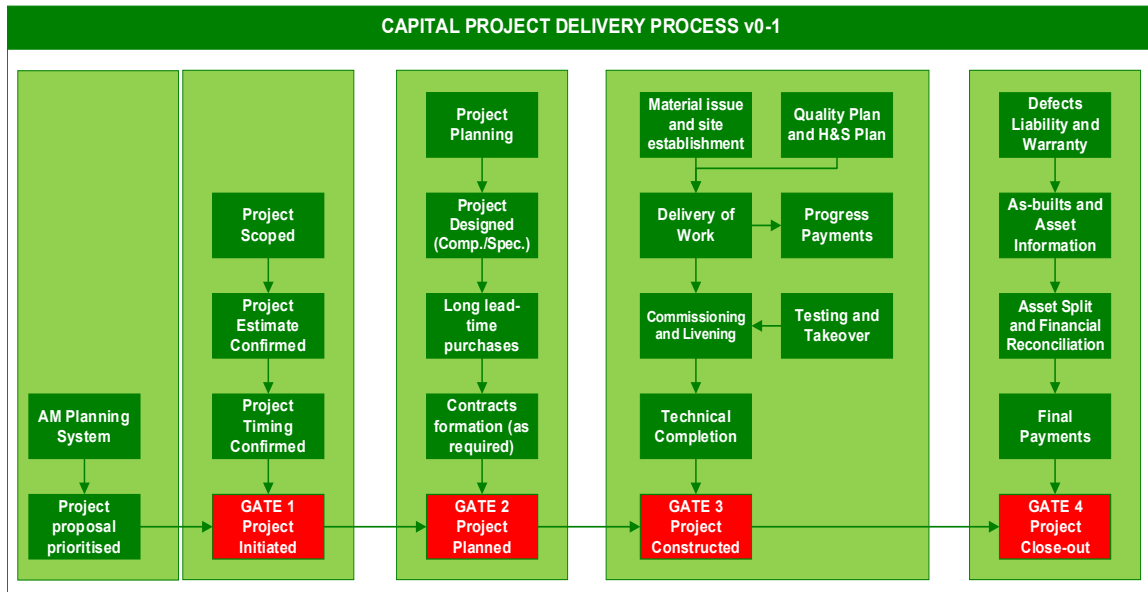 CAPITAL PROJECT DELIVERY PROCESS v0-1
AM Planning
System
Project
proposal
prioritised
Project
Scoped
Project
Estimate
Confirmed
Project
Timing
Confirmed
GATE 1
Project
Initiated
Project
Planning
Project
Designed
(Comp./Spec.)
Long lead-
time
purchases
Contracts
formation (as
required)
GATE 2
Project
Planned
Material issue
and site
establishment
Quality Plan
and H&S Plan
Delivery of
Work
Progress
Payments
Commissioning
and Livening
Testing and
Takeover
Technical
Completion
GATE 3
Project
Constructed
Defects
Liability and
Warranty
As-builts and
Asset
Information
Asset Split
and Financial
Reconciliation
Final
Payments
GATE 4
Project
Close-out